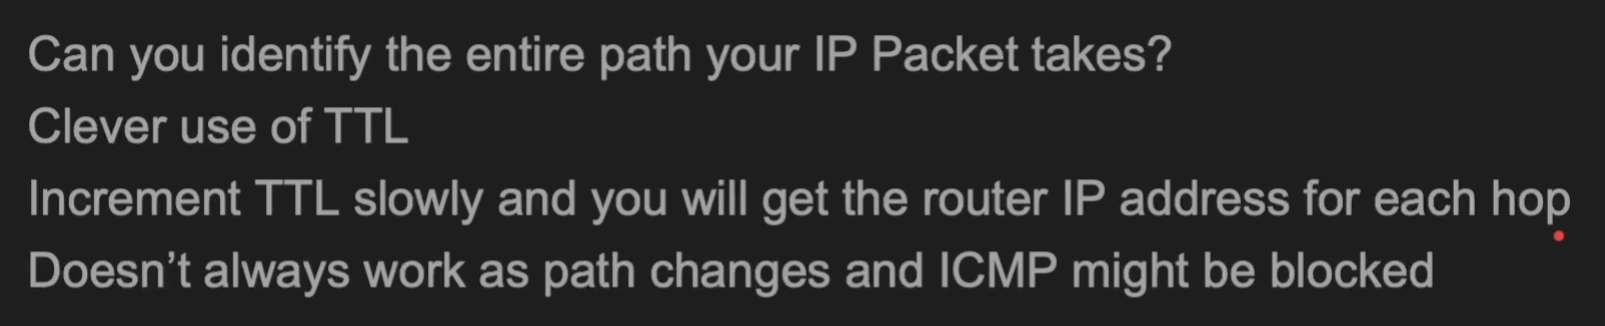 Can you identify the entire path your IP Packet takes?
Clever use of TTL
Increment TTL slowly and you will get the router IP address for each hop
Doesn’t always work as path changes and ICMP might be blocked